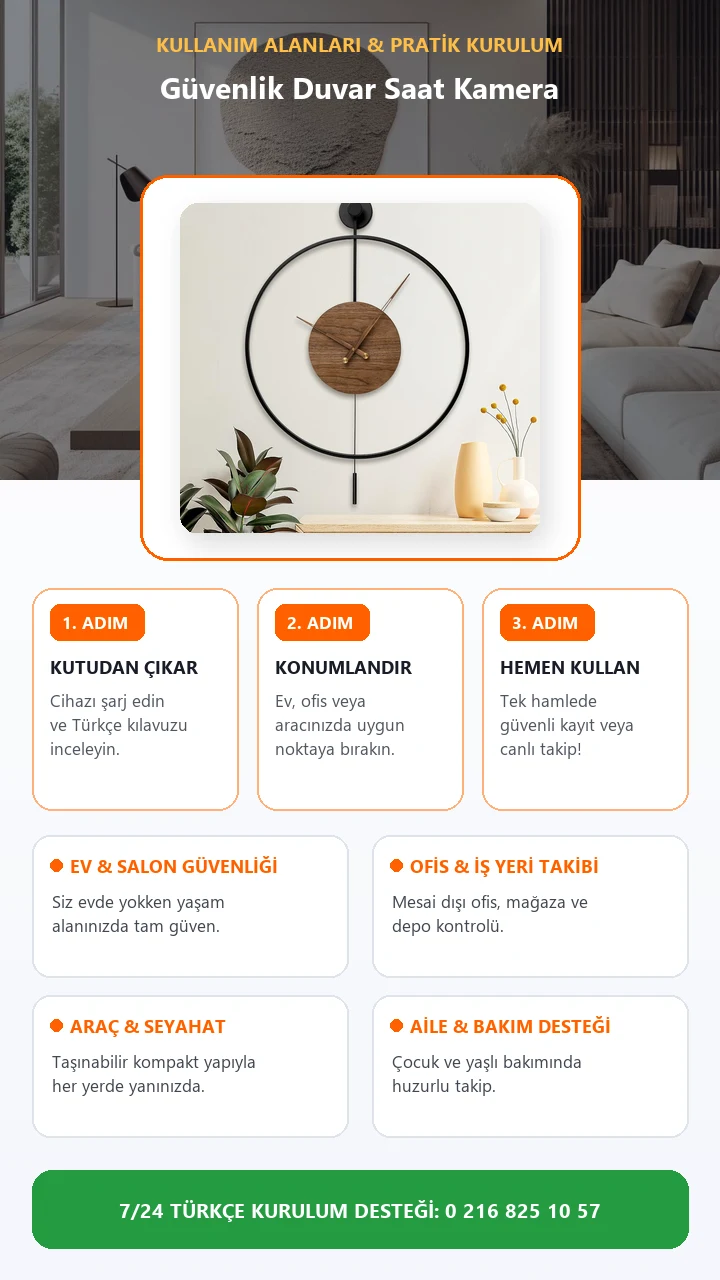 KULLANIM ALANLARI & PRATİK KURULUM
Güvenlik Duvar Saat Kamera
1. ADIM
KUTUDAN ÇIKAR
Cihazı şarj edin
ve Türkçe kılavuzu
inceleyin.
2. ADIM
KONUMLANDIR
Ev, ofis veya
aracınızda uygun
noktaya bırakın.
3. ADIM
HEMEN KULLAN
Tek hamlede
güvenli kayıt veya
canlı takip!
EV & SALON GÜVENLİĞİ
Siz evde yokken yaşam
alanınızda tam güven.
OFİS & İŞ YERİ TAKİBİ
Mesai dışı ofis, mağaza ve
depo kontrolü.
ARAÇ & SEYAHAT
Taşınabilir kompakt yapıyla
her yerde yanınızda.
AİLE & BAKIM DESTEĞİ
Çocuk ve yaşlı bakımında
huzurlu takip.
7/24 TÜRKÇE KURULUM DESTEĞİ: 0 216 825 10 57